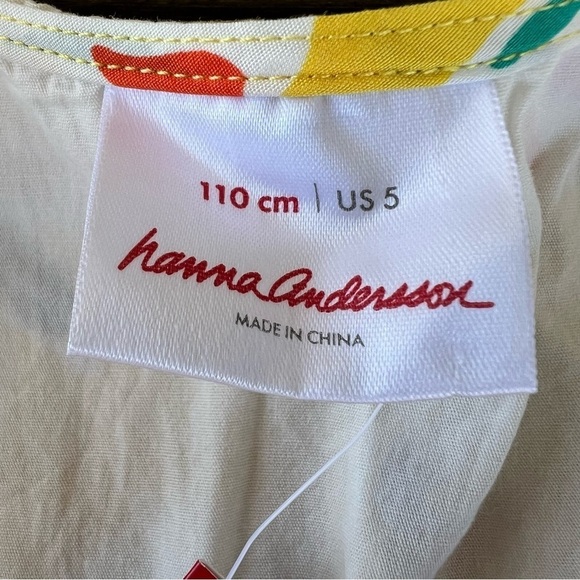 110 cm | US 5
hanna andersson
MADE IN CHINA